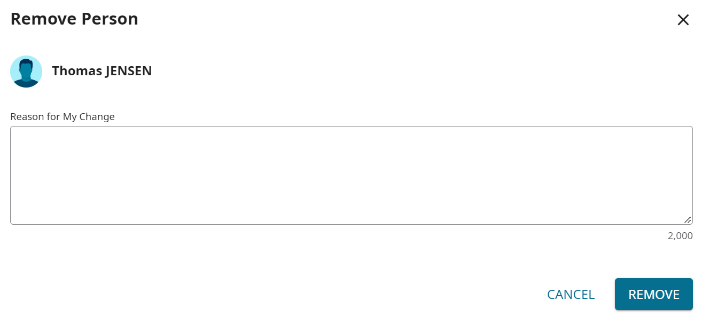 Remove Person
Thomas JENSEN
Reason for My Change
2,000
CANCEL REMOVE